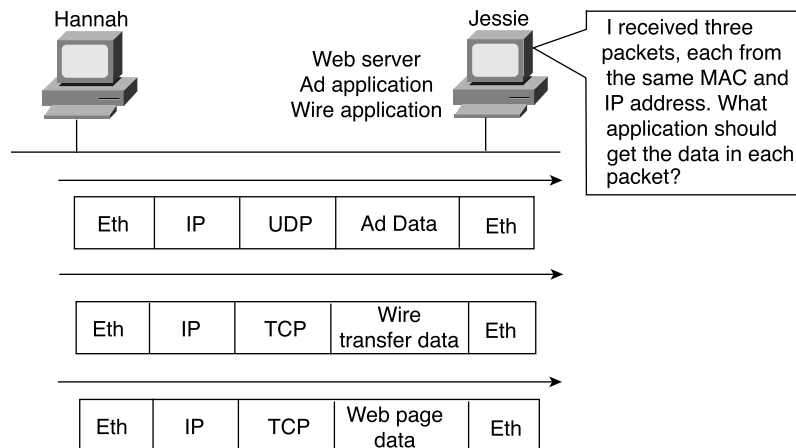 Hannah
Jessie
Web server
Ad application
Wire application
I received three
packets, each from
the same MAC and
IP address. What
application should
get the data in each
packet?
Eth IP UDP Ad Data Eth
Eth IP TCP Wire
transfer data Eth
Eth IP TCP Web page
data Eth